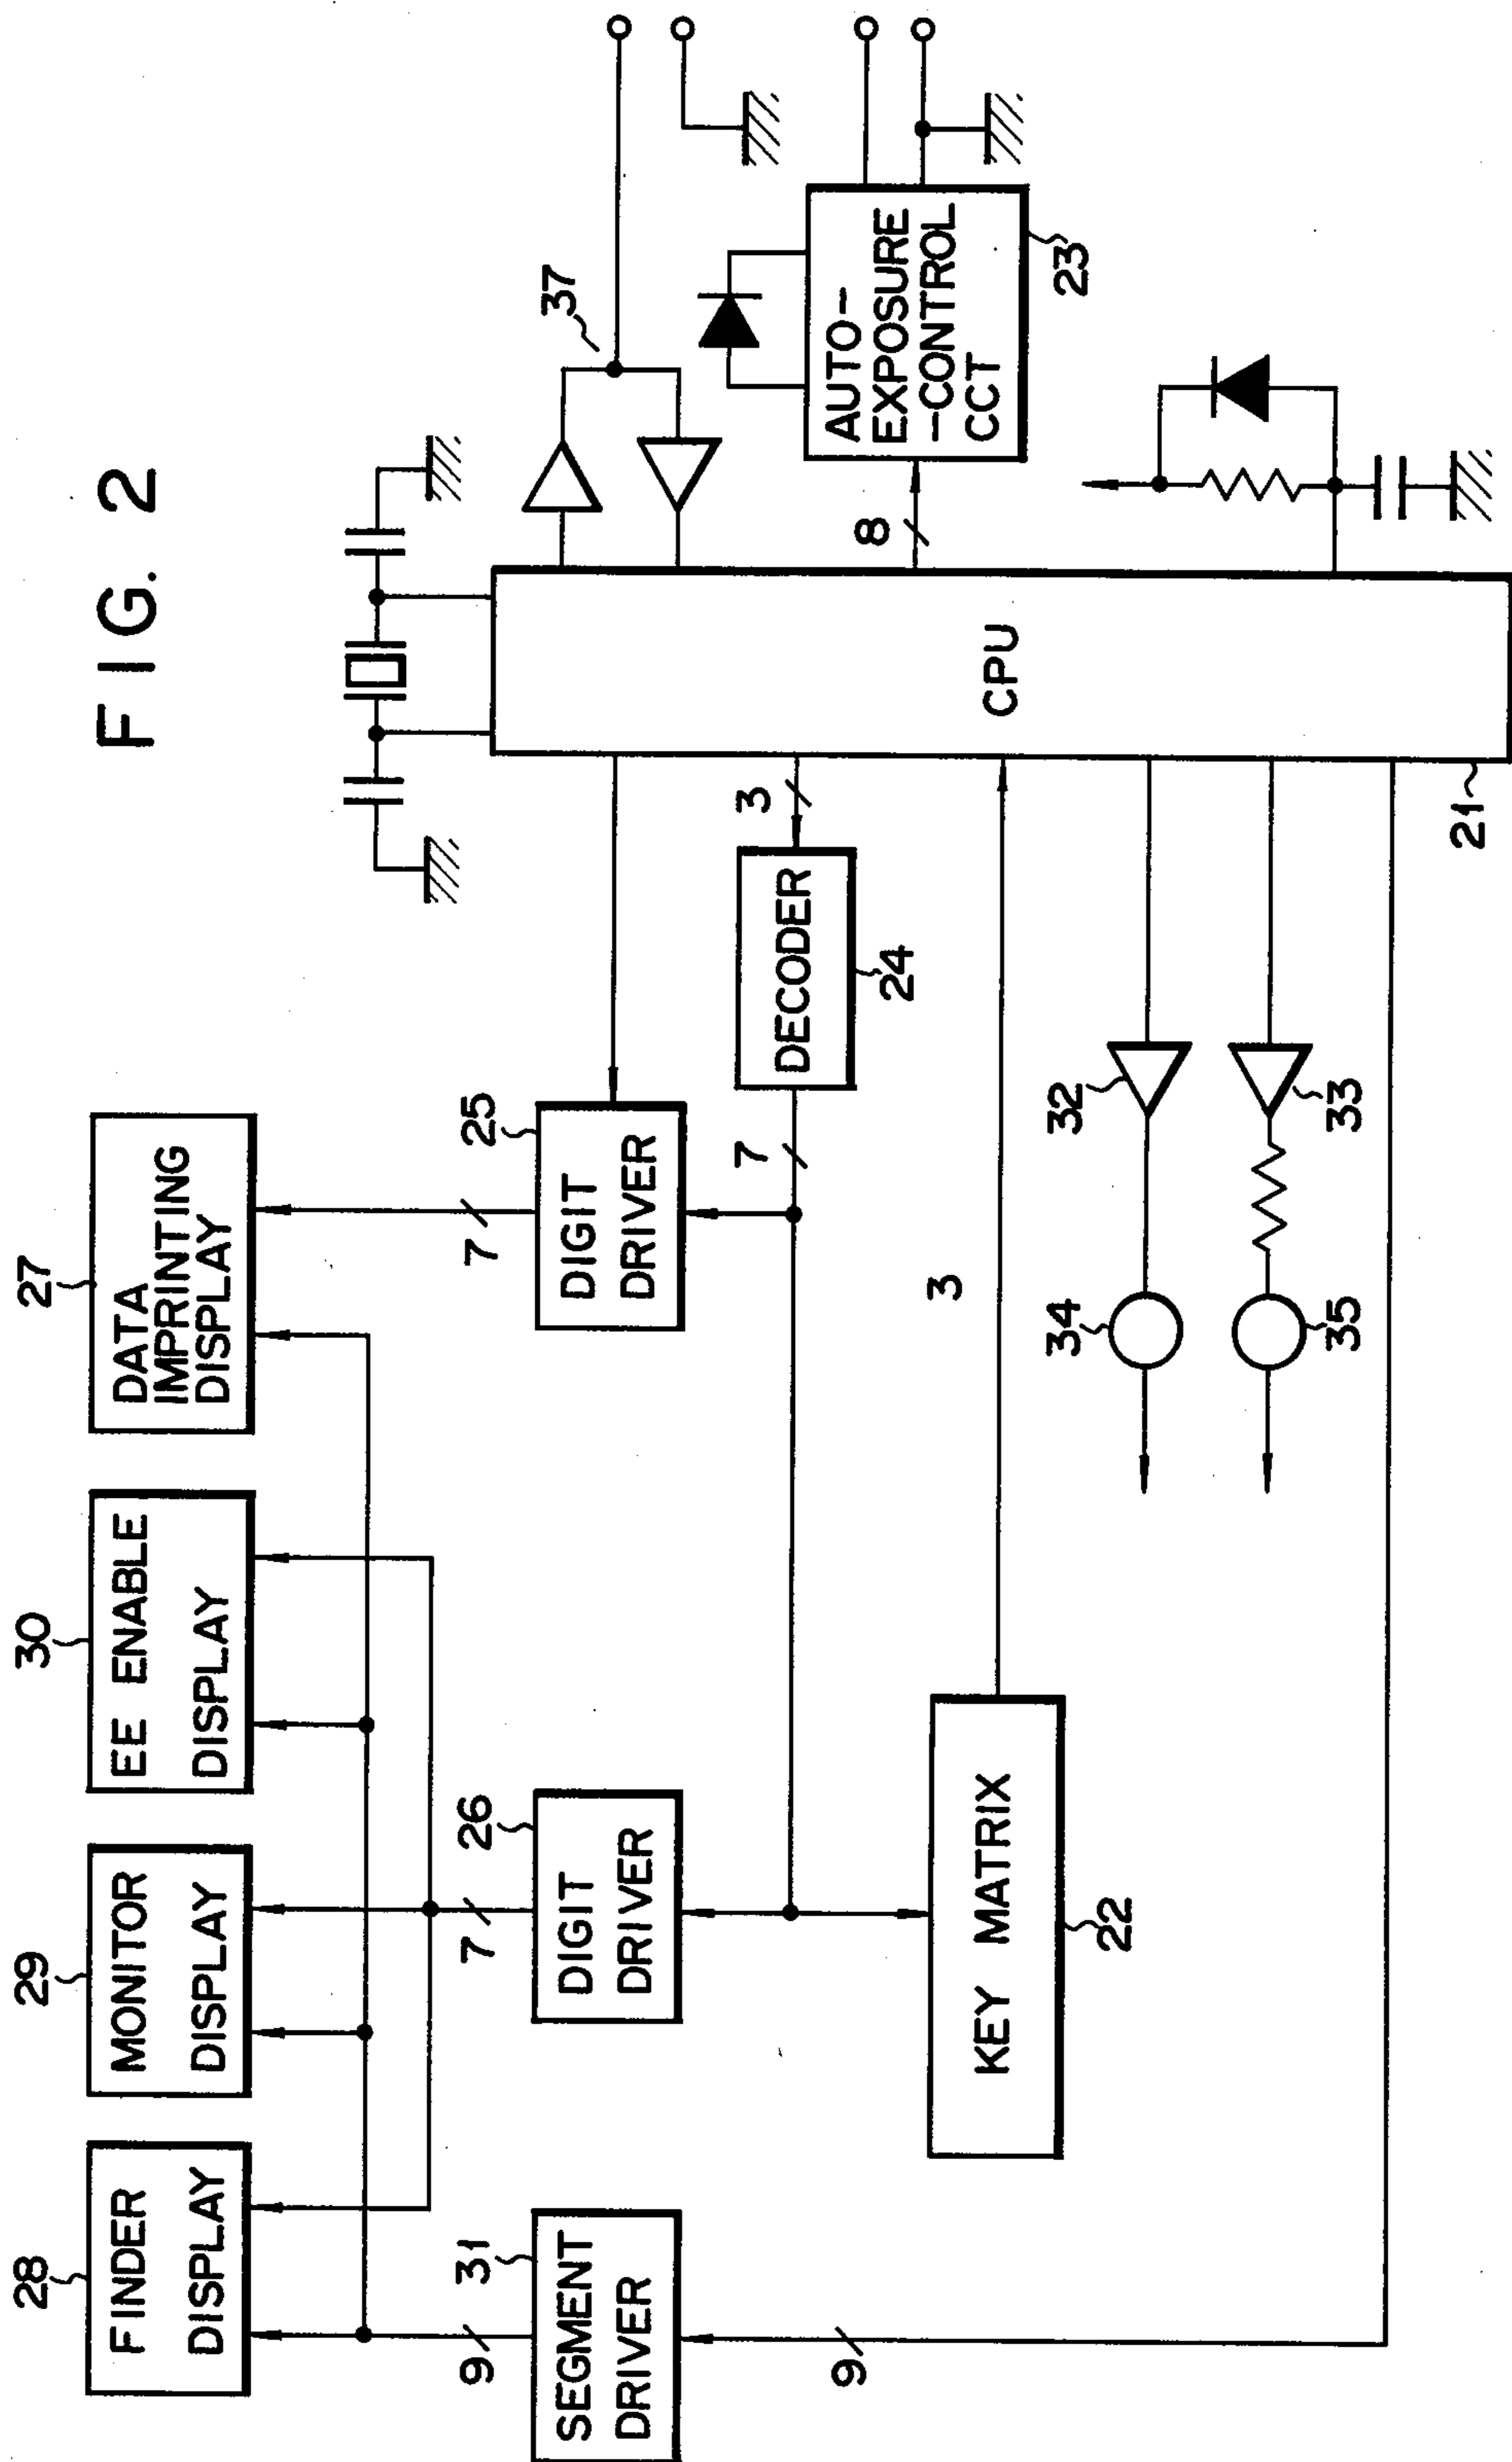 FIG. 2
28
FINDER
DISPLAY
29
MONITOR
DISPLAY
30
EE ENABLE
DISPLAY
27
DATA
IMPRINTING
DISPLAY
9
31
SEGMENT
DRIVER
7
26
DIGIT
DRIVER
7
25
DIGIT
DRIVER
37
9
7
3
DECODER
24
8
AUTO-
EXPOSURE
-CONTROL
CCT
23
KEY MATRIX
22
3
CPU
21
34
32
35
33